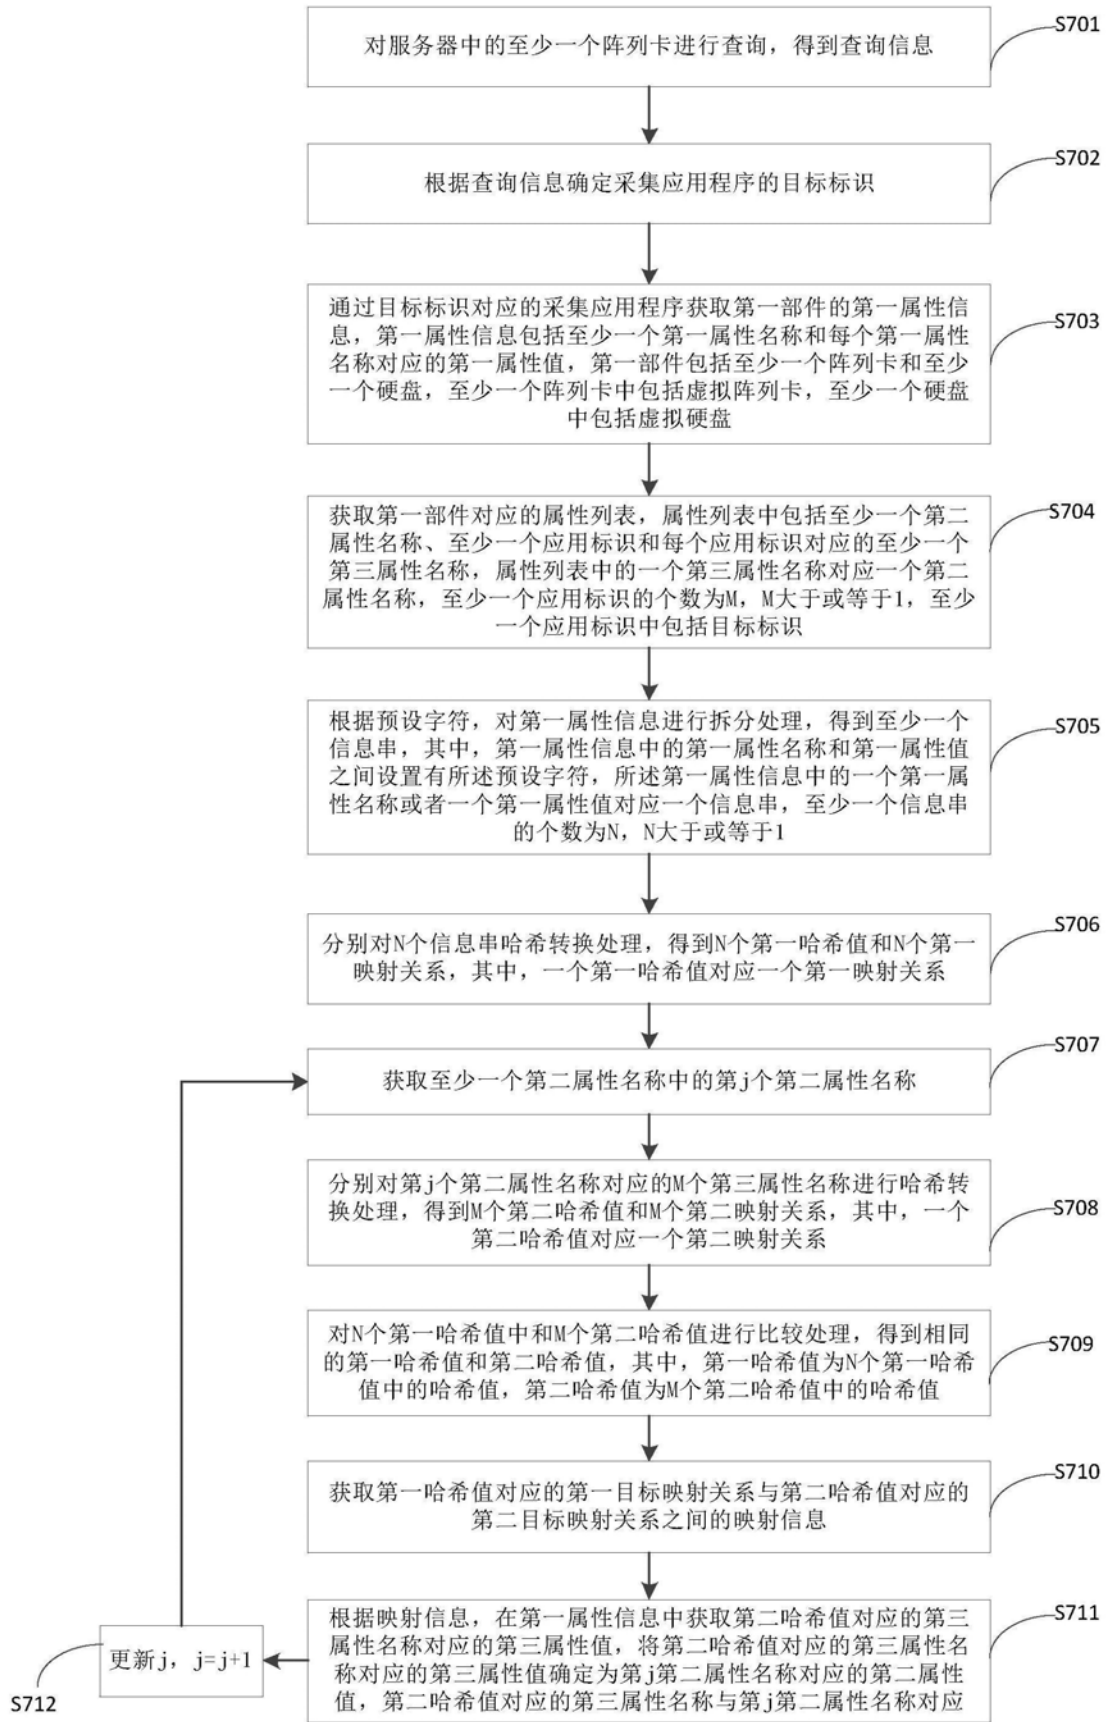 对服务器中的至少一个阵列卡进行查询，得到查询信息
S701
根据查询信息确定采集应用程序的目标标识
S702
通过目标标识对应的采集应用程序获取第一部件的第一属性信
息，第一属性信息包括至少一个第一属性名称和每个第一属性
名称对应的第一属性值，第一部件包括至少一个阵列卡和至少
一个硬盘，至少一个阵列卡中包括虚拟阵列卡，至少一个硬盘
中包括虚拟硬盘
S703
获取第一部件对应的属性列表，属性列表中包括至少一个第二
属性名称、至少一个应用标识和每个应用标识对应的至少一个
第三属性名称，属性列表中的一个第三属性名称对应一个第二
属性名称，至少一个应用标识的个数为M，M大于或等于1，至少
一个应用标识中包括目标标识
S704
根据预设字符，对第一属性信息进行拆分处理，得到至少一个
信息串，其中，第一属性信息中的第一属性名称和第一属性值
之间设置有所述预设字符，所述第一属性信息中的一个第一属
性名称或者一个第一属性值对应一个信息串，至少一个信息串
的个数为N，N大于或等于1
S705
分别对N个信息串哈希转换处理，得到N个第一哈希值和N个第一
映射关系，其中，一个第一哈希值对应一个第一映射关系
S706
获取至少一个第二属性名称中的第j个第二属性名称
S707
分别对第j个第二属性名称对应的M个第三属性名称进行哈希转
换处理，得到M个第二哈希值和M个第二映射关系，其中，一个
第二哈希值对应一个第二映射关系
S708
对N个第一哈希值中和M个第二哈希值进行比较处理，得到相同
的第一哈希值和第二哈希值，其中，第一哈希值为N个第一哈希
值中的哈希值，第二哈希值为M个第二哈希值中的哈希值
S709
获取第一哈希值对应的第一目标映射关系与第二哈希值对应的
第二目标映射关系之间的映射信息
S710
根据映射信息，在第一属性信息中获取第二哈希值对应的第三
属性名称对应的第三属性值，将第二哈希值对应的第三属性名
称对应的第三属性值确定为第j第二属性名称对应的第二属性
值，第二哈希值对应的第三属性名称与第j第二属性名称对应
S711
更新j，j=j+1
S712